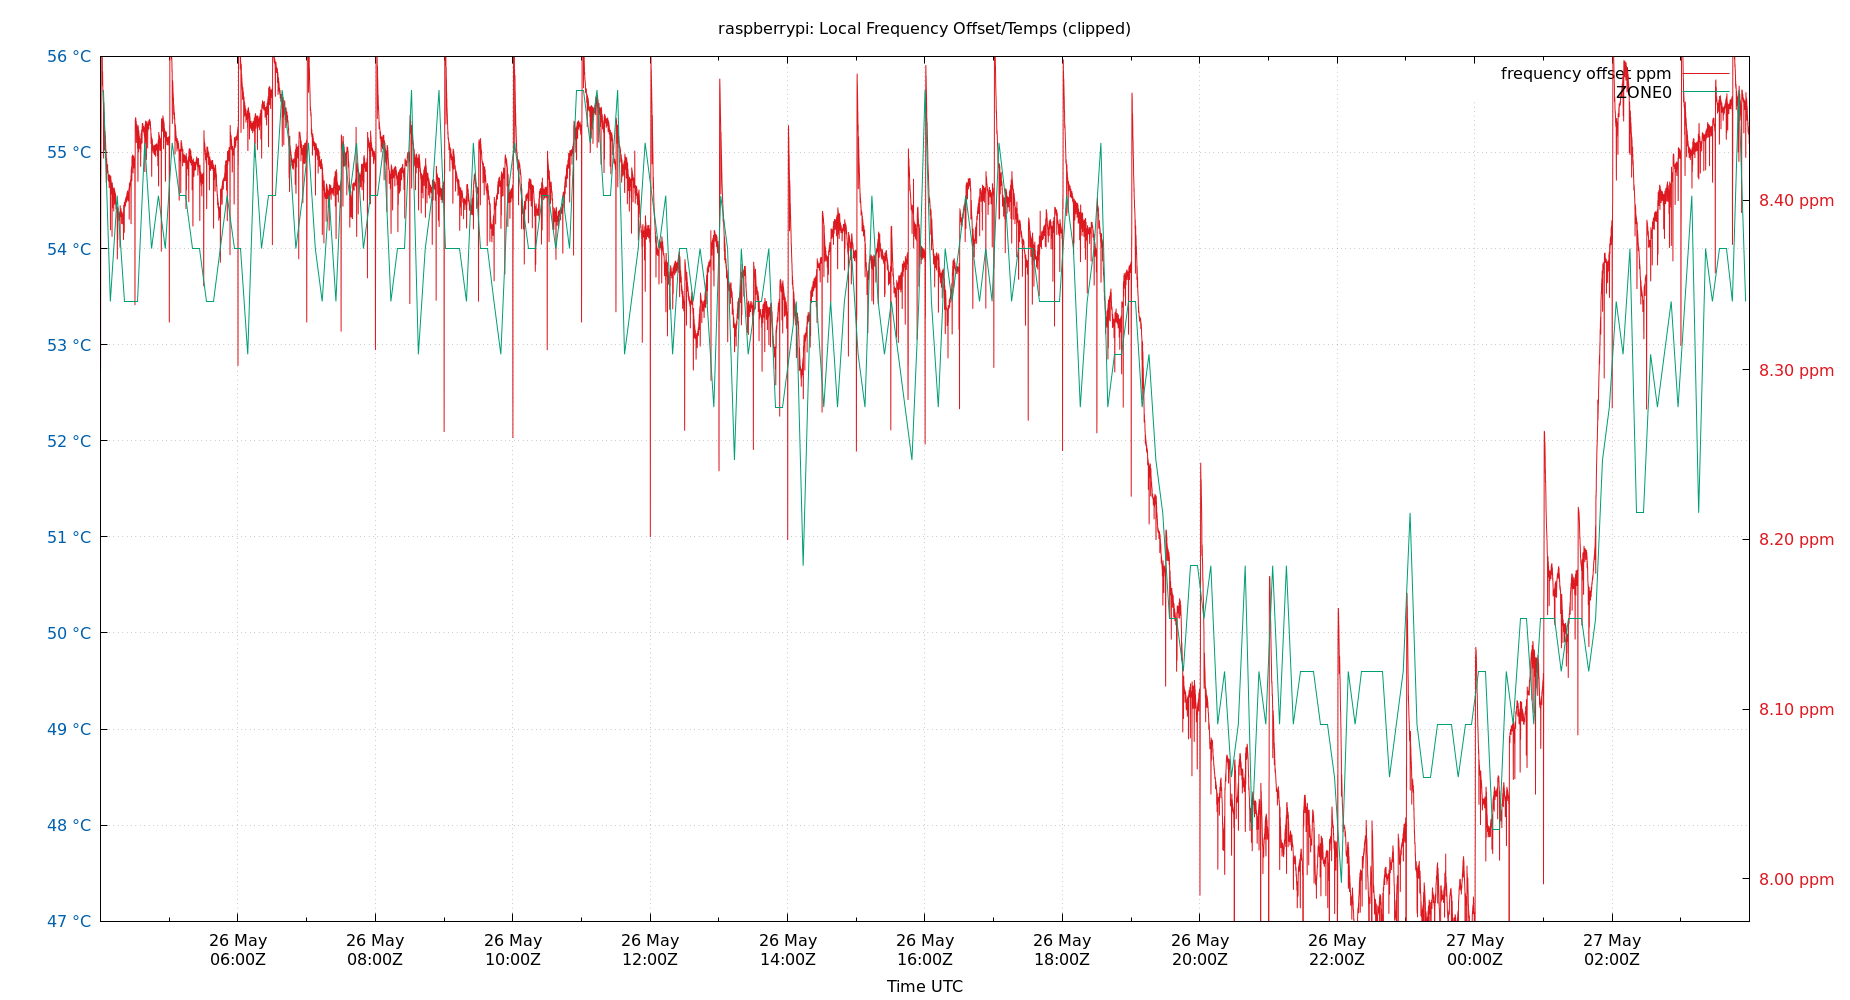 raspberrypi: Local Frequency Offset/Temps (clipped)
56 °C
55 °C
54 °C
53 °C
52 °C
51 °C
50 °C
49 °C
48 °C
47 °C
frequency offset ppm
ZONE0
8.40 ppm
8.30 ppm
8.20 ppm
8.10 ppm
8.00 ppm
26 May
06:00Z
26 May
08:00Z
26 May
10:00Z
26 May
12:00Z
26 May
14:00Z
26 May
16:00Z
26 May
18:00Z
26 May
20:00Z
26 May
22:00Z
27 May
00:00Z
27 May
02:00Z
Time UTC